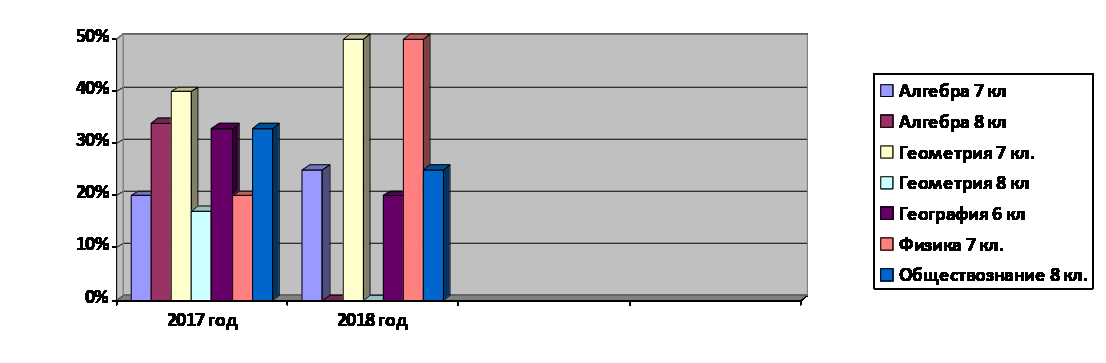 50%
40%
30%
20%
10%
0%
2017 год
2018 год
Алгебра 7 кл
Алгебра 8 кл
Геометрия 7 кл.
Геометрия 8 кл
География 6 кл
Физика 7 кл.
Обществознание 8 кл.